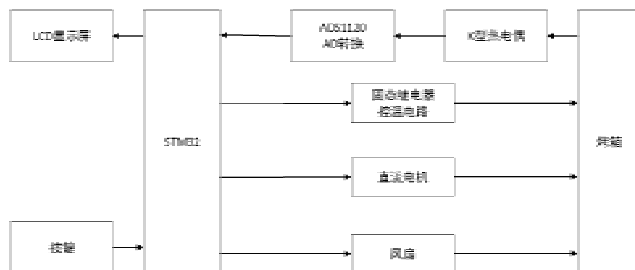 LCD显示屏
ADS1120
AD转换
K型热电偶
固态继电器
控温电路
STM32
烤箱
直流电机
按键
风扇